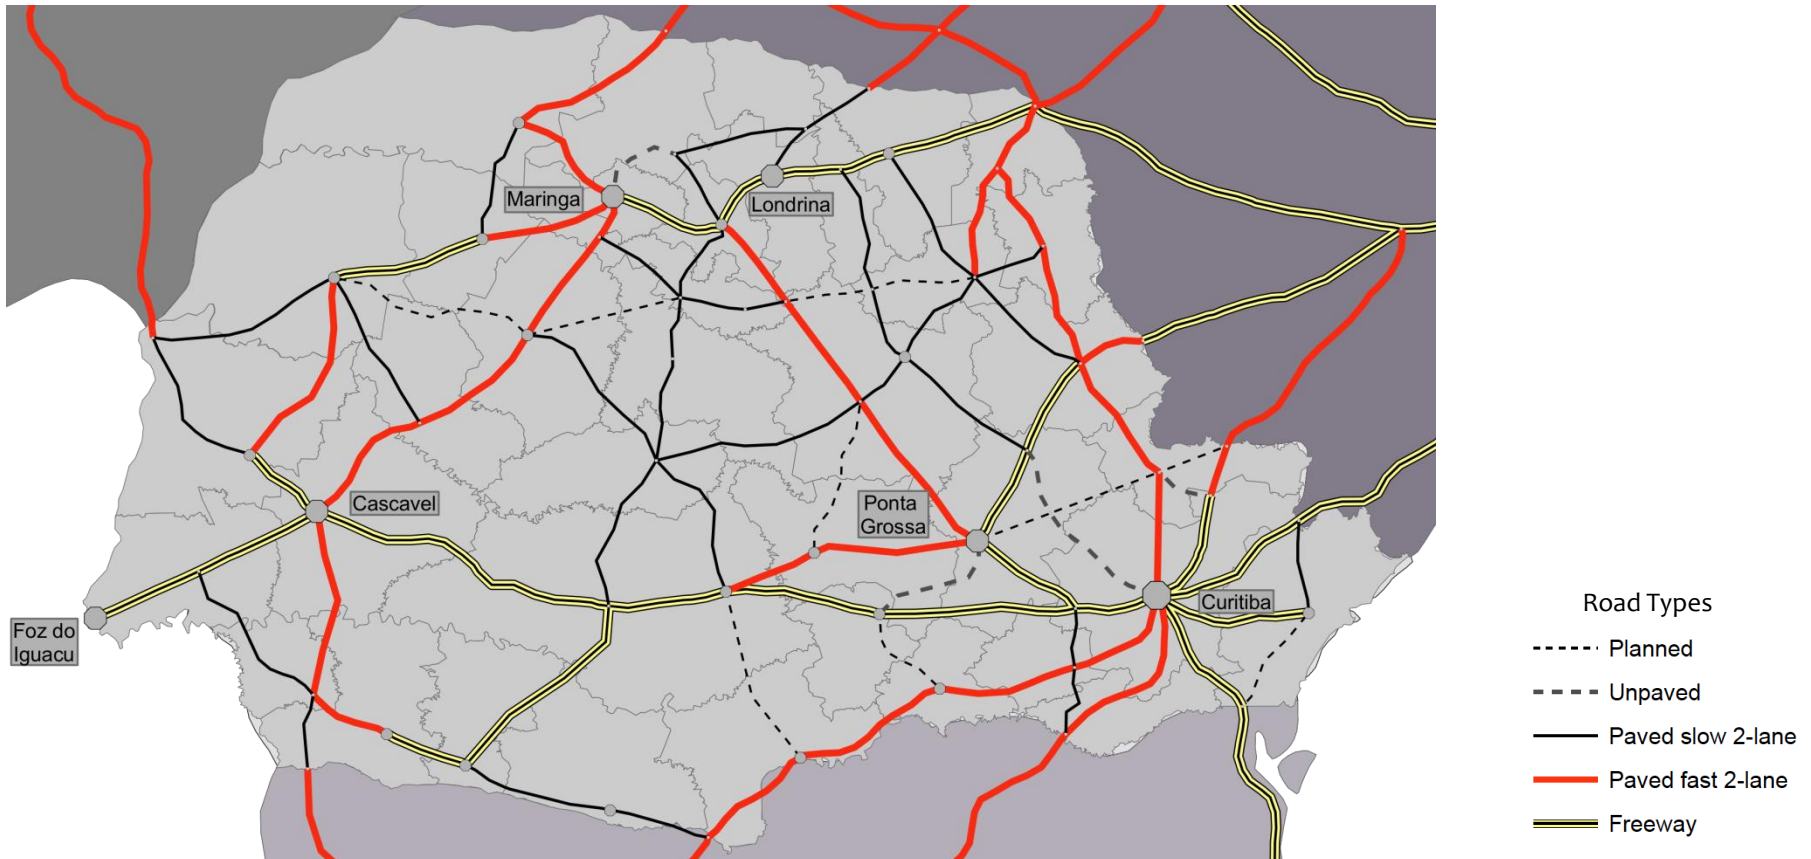 Maringa
Londrina
Cascavel
Ponta
Grossa
Foz do
Iguacu
Curitiba
Road Types
Planned
Unpaved
Paved slow 2-lane
Paved fast 2-lane
Freeway